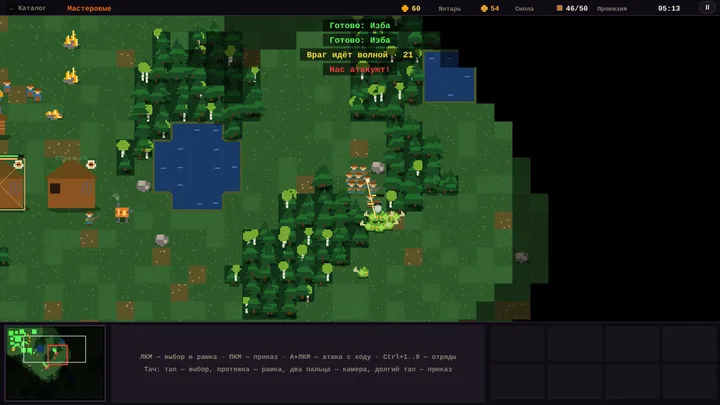 ← Каталог Мастеровые 60 Янтарь 54 Смола 46/50 Провизия 05:13
Готово: Изба
Готово: Изба
Враг идёт волной · 21
Нас атакуют!
ЛКМ — выбор и рамка · ПКМ — приказ · А+ЛКМ — атака с ходу · Ctrl+1..9 — отряды
Тач: тап — выбор, протяжка — рамка, два пальца — камера, долгий тап — приказ